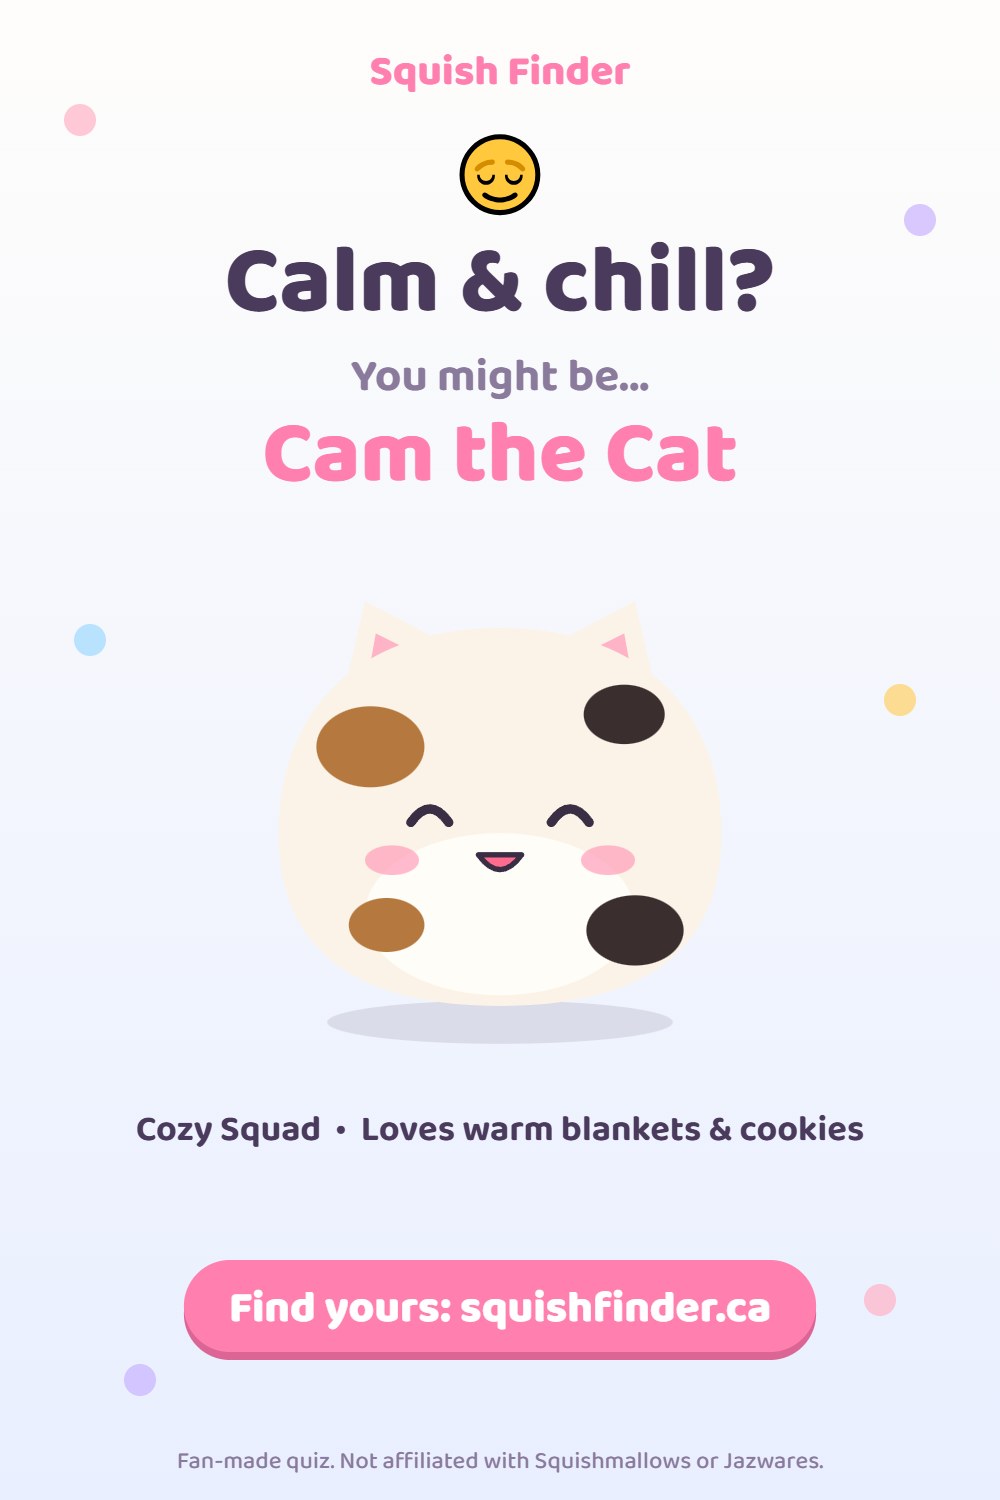 Squish Finder
Calm & chill?
You might be...
Cam the Cat
Cozy Squad • Loves warm blankets & cookies
Find yours: squishfinder.ca
Fan-made quiz. Not affiliated with Squishmallows or Jazwares.